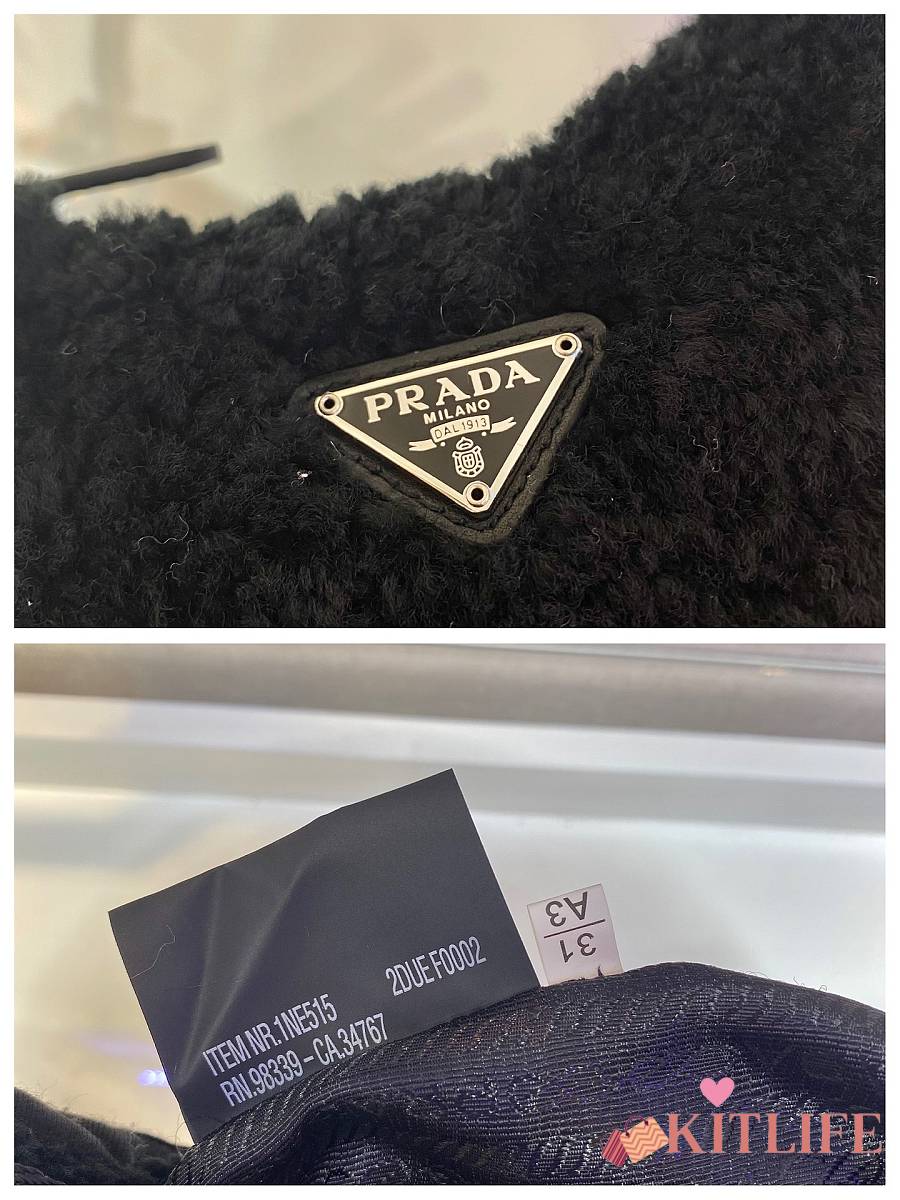 PRADA
MILANO
DAL 1913
ITEM NR.1NE515 2DUE F0002
RN.98339 – CA.34767
31
A3
KITLIFE